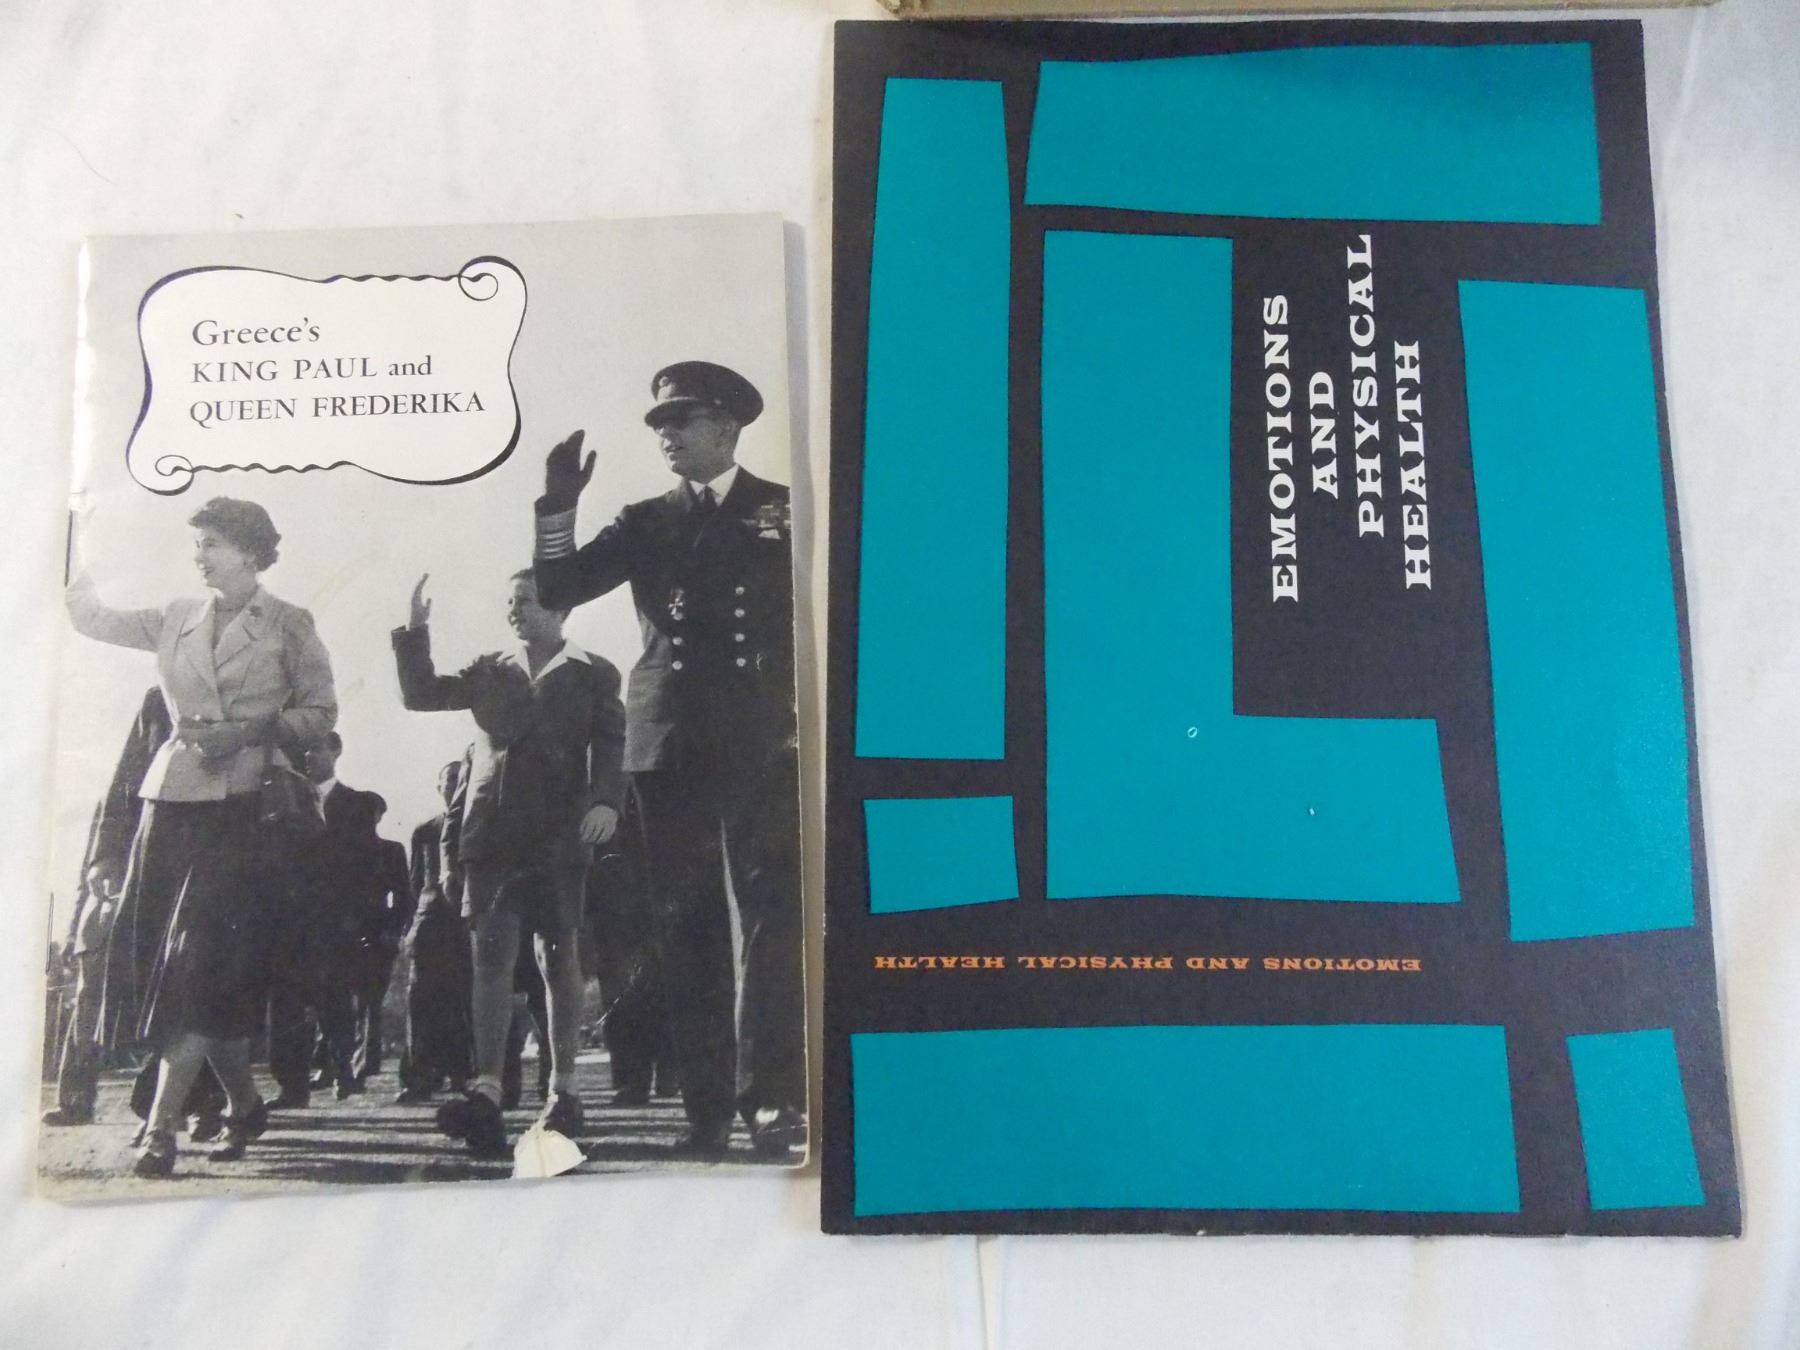 Greece's
KING PAUL and
QUEEN FREDERIKA
EMOTIONS
AND
PHYSICAL
HEALTH
EMOTIONS AND PHYSICAL HEALTH